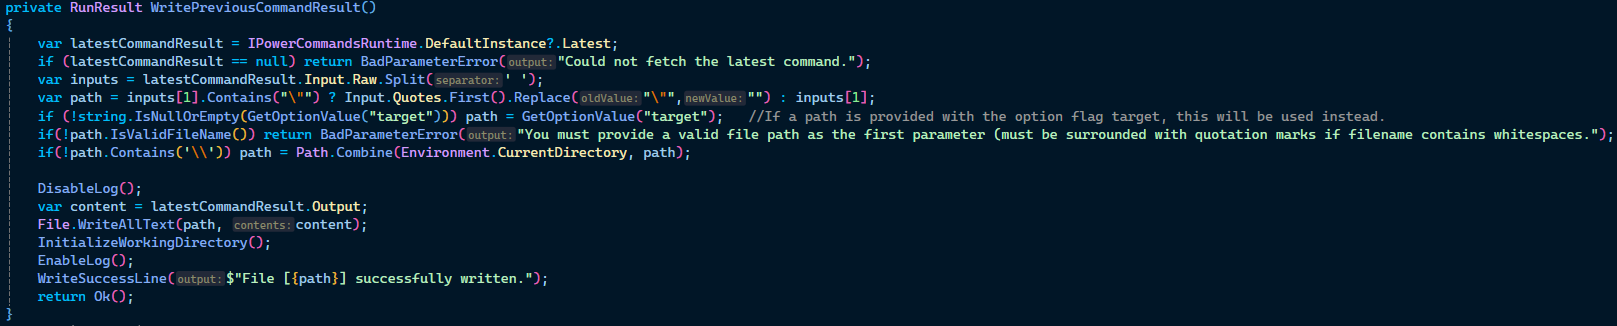 private RunResult WritePreviousCommandResult()
{
    var latestCommandResult = IPowerCommandsRuntime.DefaultInstance?.Latest;
    if (latestCommandResult == null) return BadParameterError(output:"Could not fetch the latest command.");
    var inputs = latestCommandResult.Input.Raw.Split(separator:' ');
    var path = inputs[1].Contains("\"") ? Input.Quotes.First().Replace(oldValue:"\"",newValue:"") : inputs[1];
    if (!string.IsNullOrEmpty(GetOptionValue("target"))) path = GetOptionValue("target");   //If a path is provided with the option flag target, this will be used instead.
    if(!path.IsValidFileName()) return BadParameterError(output:"You must provide a valid file path as the first parameter (must be surrounded with quotation marks if filename contains whitespaces.");
    if(!path.Contains('\\')) path = Path.Combine(Environment.CurrentDirectory, path);

    DisableLog();
    var content = latestCommandResult.Output;
    File.WriteAllText(path, contents:content);
    InitializeWorkingDirectory();
    EnableLog();
    WriteSuccessLine(output:$"File [{path}] successfully written.");
    return Ok();
}